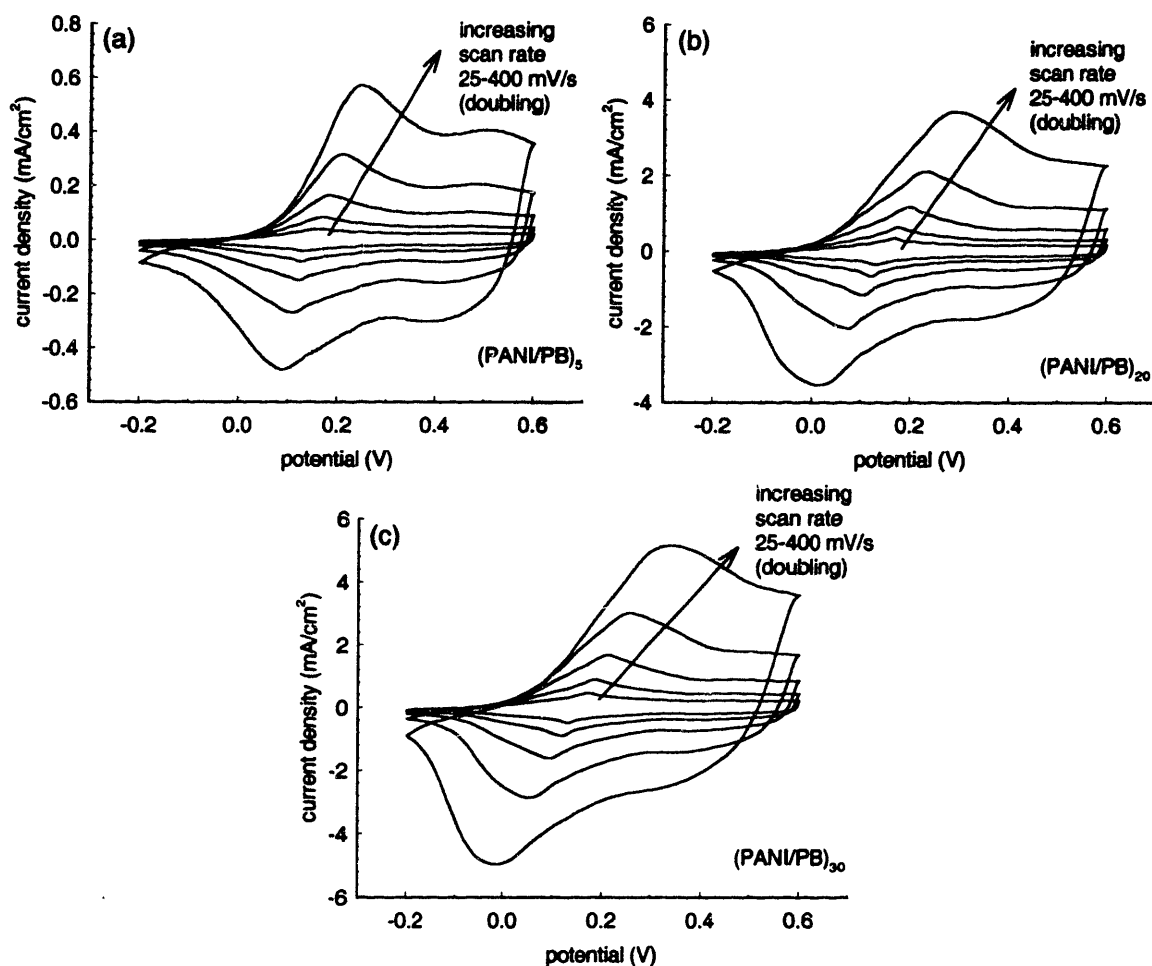 (a)
increasing
scan rate
25-400 mV/s
(doubling)
0.8
0.6
0.4
0.2
0.0
-0.2
-0.4
-0.6
current density (mA/cm²)
(PANI/PB)₅
-0.2 0.0 0.2 0.4 0.6
potential (V)
(b)
increasing
scan rate
25-400 mV/s
(doubling)
6
4
2
0
-2
-4
current density (mA/cm²)
(PANI/PB)₂₀
-0.2 0.0 0.2 0.4 0.6
potential (V)
(c)
increasing
scan rate
25-400 mV/s
(doubling)
6
4
2
0
-2
-4
-6
current density (mA/cm²)
(PANI/PB)₃₀
-0.2 0.0 0.2 0.4 0.6
potential (V)